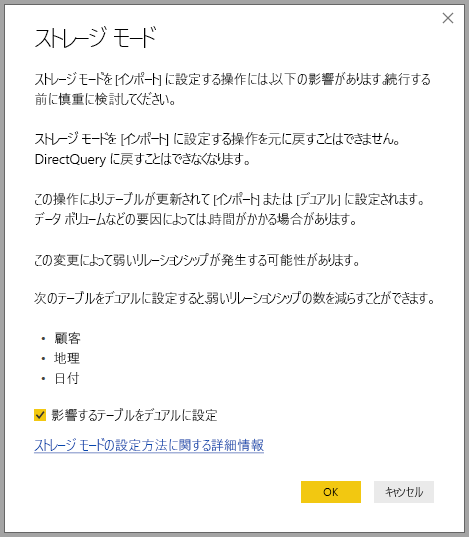 ストレージ モード
ストレージ モードを [インポート] に設定する操作には、以下の影響があります。続行する
前に慎重に検討してください。
ストレージ モードを [インポート] に設定する操作を元に戻すことはできません。
DirectQuery に戻すことはできなくなります。
この操作によりテーブルが更新されて [インポート] または [デュアル] に設定されます。
データ ボリュームなどの要因によっては、時間がかかる場合があります。
この変更によって弱いリレーションシップが発生する可能性があります。
次のテーブルをデュアルに設定すると、弱いリレーションシップの数を減らすことができます。
• 顧客
• 地理
• 日付
影響するテーブルをデュアルに設定
ストレージ モードの設定方法に関する詳細情報
OK キャンセル